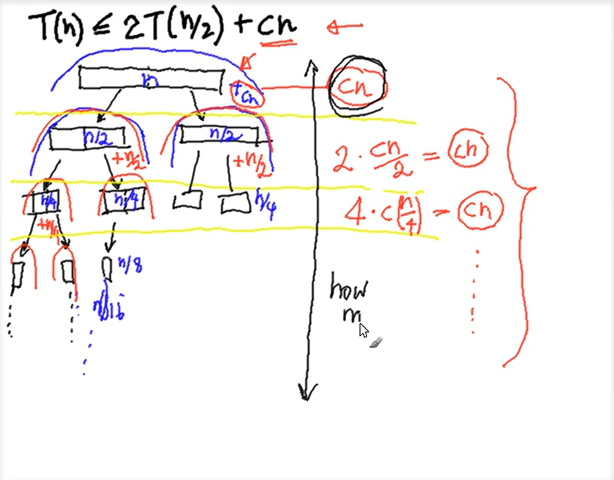 T(n) ≤ 2T(n/2) + cn
n
+cn
cn
n/2
n/2
+n/2
+n/2
2 · cn/2 = cn
n/4
n/4
n/4
+n/4
4 · c(n/4) = cn
n/8
n/16
how
m